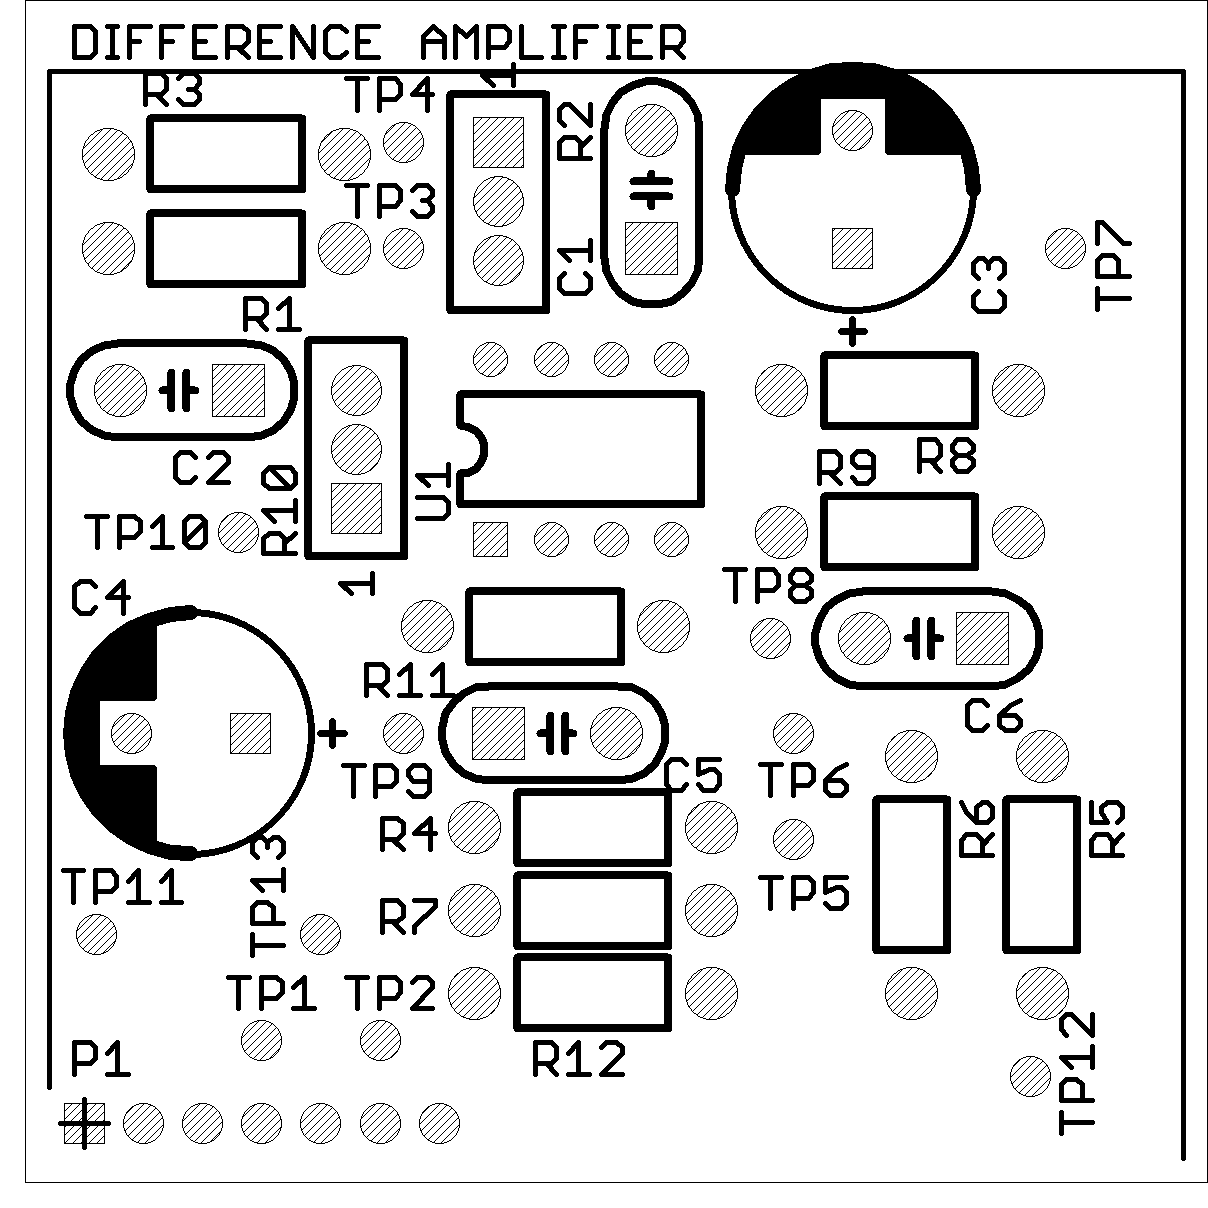 DIFFERENCE AMPLIFIER
R3
TP4
1
R2
TP3
C1
C3
TP7
R1
+
C2
R10
U1
R9
R8
TP10
1
TP8
C4
R11
C6
+
TP9
C5
TP6
R4
R6
R5
TP11
TP13
R7
TP5
TP1
TP2
R12
TP12
P1